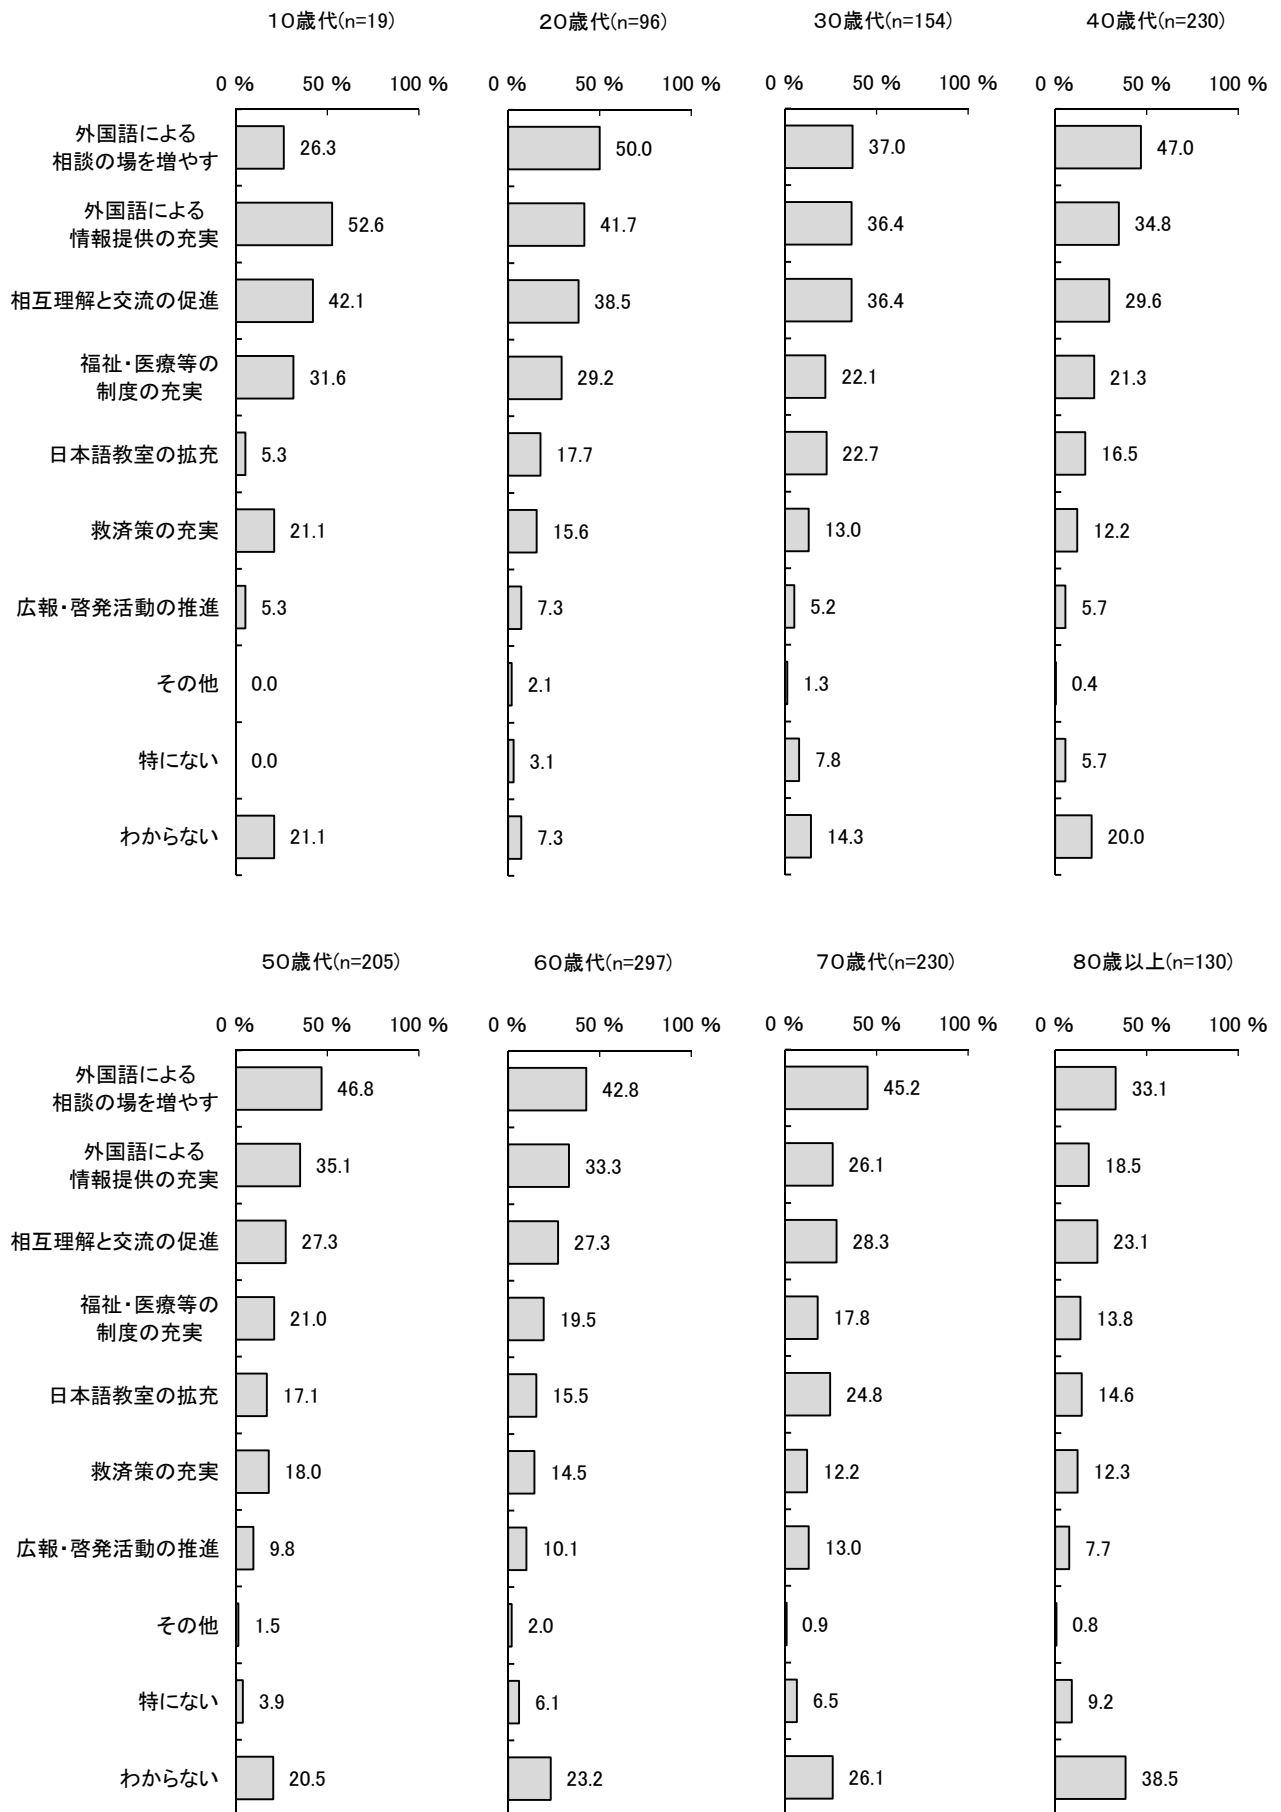 10歳代(n=19) 20歳代(n=96) 30歳代(n=154) 40歳代(n=230)
0 % 50 % 100 % 0 % 50 % 100 % 0 % 50 % 100 % 0 % 50 % 100 %
外国語による
相談の場を増やす 26.3 50.0 37.0 47.0
外国語による
情報提供の充実 52.6 41.7 36.4 34.8
相互理解と交流の促進 42.1 38.5 36.4 29.6
福祉・医療等の
制度の充実 31.6 29.2 22.1 21.3
日本語教室の拡充 5.3 17.7 22.7 16.5
救済策の充実 21.1 15.6 13.0 12.2
広報・啓発活動の推進 5.3 7.3 5.2 5.7
その他 0.0 2.1 1.3 0.4
特にない 0.0 3.1 7.8 5.7
わからない 21.1 7.3 14.3 20.0
50歳代(n=205) 60歳代(n=297) 70歳代(n=230) 80歳以上(n=130)
0 % 50 % 100 % 0 % 50 % 100 % 0 % 50 % 100 % 0 % 50 % 100 %
外国語による
相談の場を増やす 46.8 42.8 45.2 33.1
外国語による
情報提供の充実 35.1 33.3 26.1 18.5
相互理解と交流の促進 27.3 27.3 28.3 23.1
福祉・医療等の
制度の充実 21.0 19.5 17.8 13.8
日本語教室の拡充 17.1 15.5 24.8 14.6
救済策の充実 18.0 14.5 12.2 12.3
広報・啓発活動の推進 9.8 10.1 13.0 7.7
その他 1.5 2.0 0.9 0.8
特にない 3.9 6.1 6.5 9.2
わからない 20.5 23.2 26.1 38.5